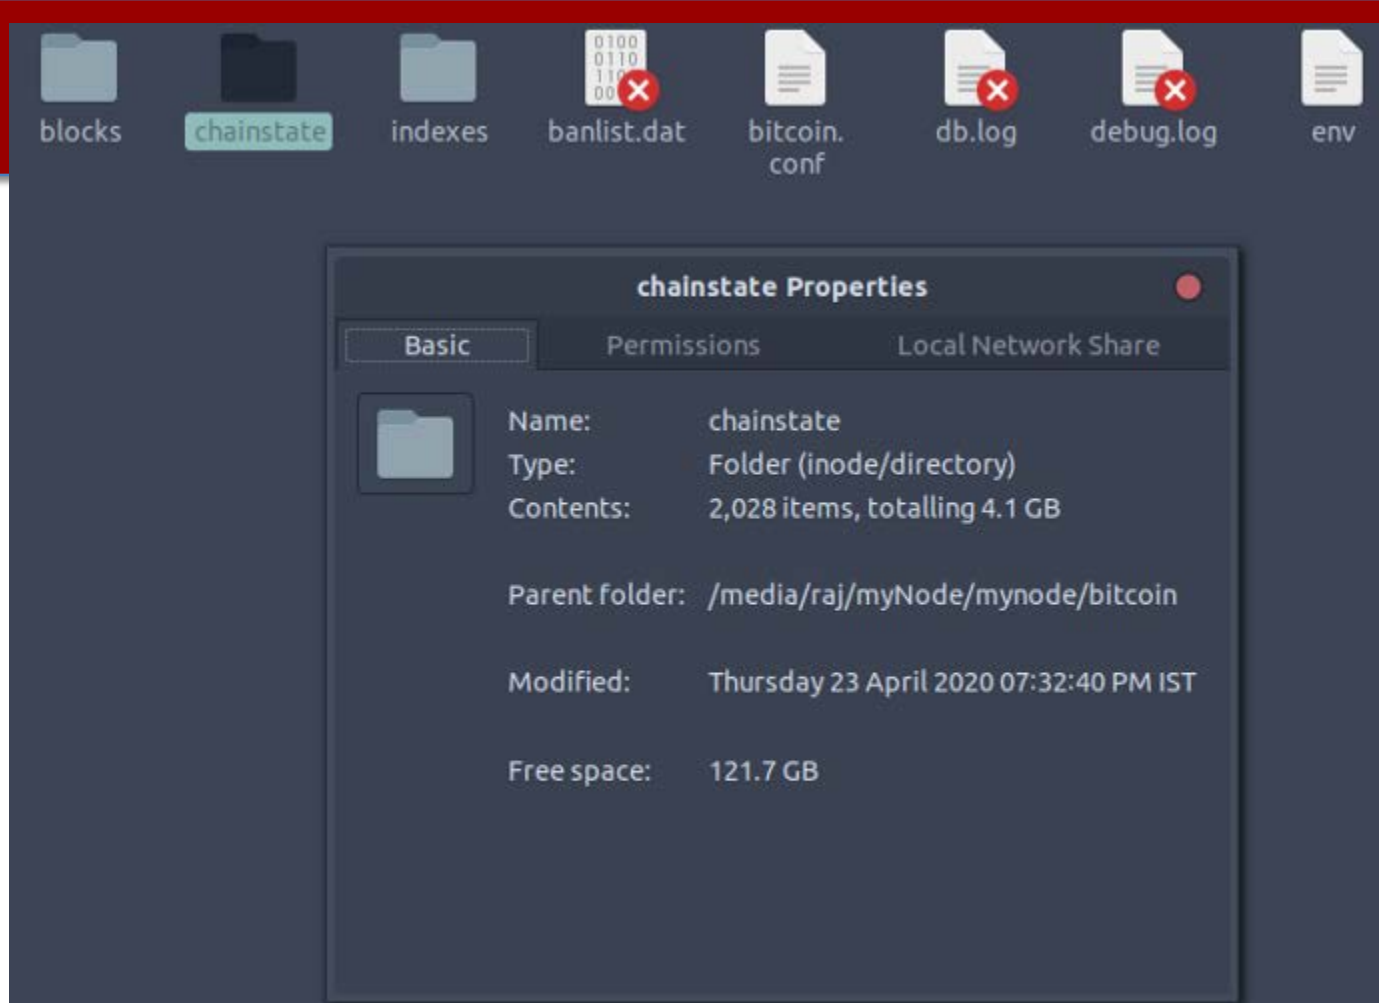 blocks chainstate indexes banlist.dat bitcoin. db.log debug.log env
conf
0100
0110
chainstate Properties
Basic Permissions Local Network Share
Name: chainstate
Type: Folder (inode/directory)
Contents: 2,028 items, totalling 4.1 GB
Parent folder: /media/raj/myNode/mynode/bitcoin
Modified: Thursday 23 April 2020 07:32:40 PM IST
Free space: 121.7 GB